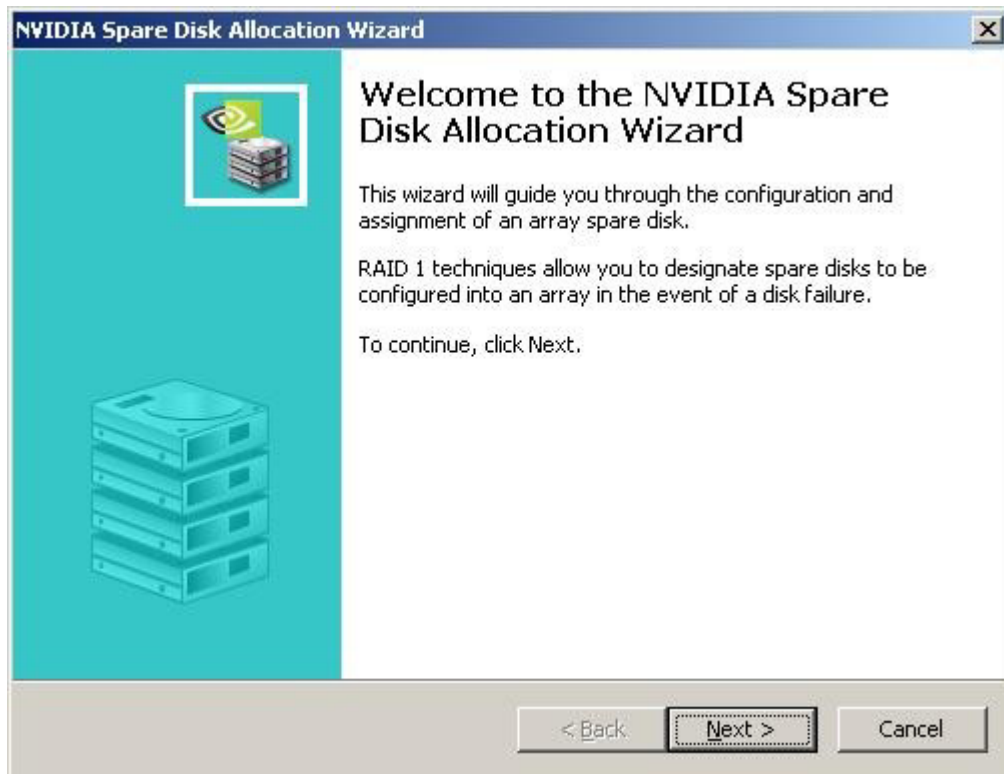 NVIDIA Spare Disk Allocation Wizard
Welcome to the NVIDIA Spare
Disk Allocation Wizard
This wizard will guide you through the configuration and
assignment of an array spare disk.
RAID 1 techniques allow you to designate spare disks to be
configured into an array in the event of a disk failure.
To continue, click Next.
< Back
Next >
Cancel